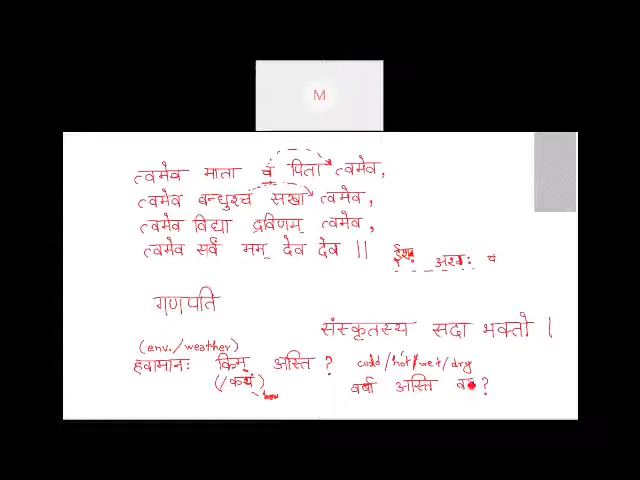 M
त्वमेव माता च पिता त्वमेव,
त्वमेव बन्धुश्च सखा त्वमेव,
त्वमेव विद्या द्रविणम् त्वमेव,
त्वमेव सर्वं मम् देव देव ||
अश्वः च
गणपति
संस्कृतस्य सदा भक्तो |
(env./weather)
हवामानः किम् अस्ति ?
(/कथं)
how
cold/hot/wet/dry
वर्षा अस्ति वा ?